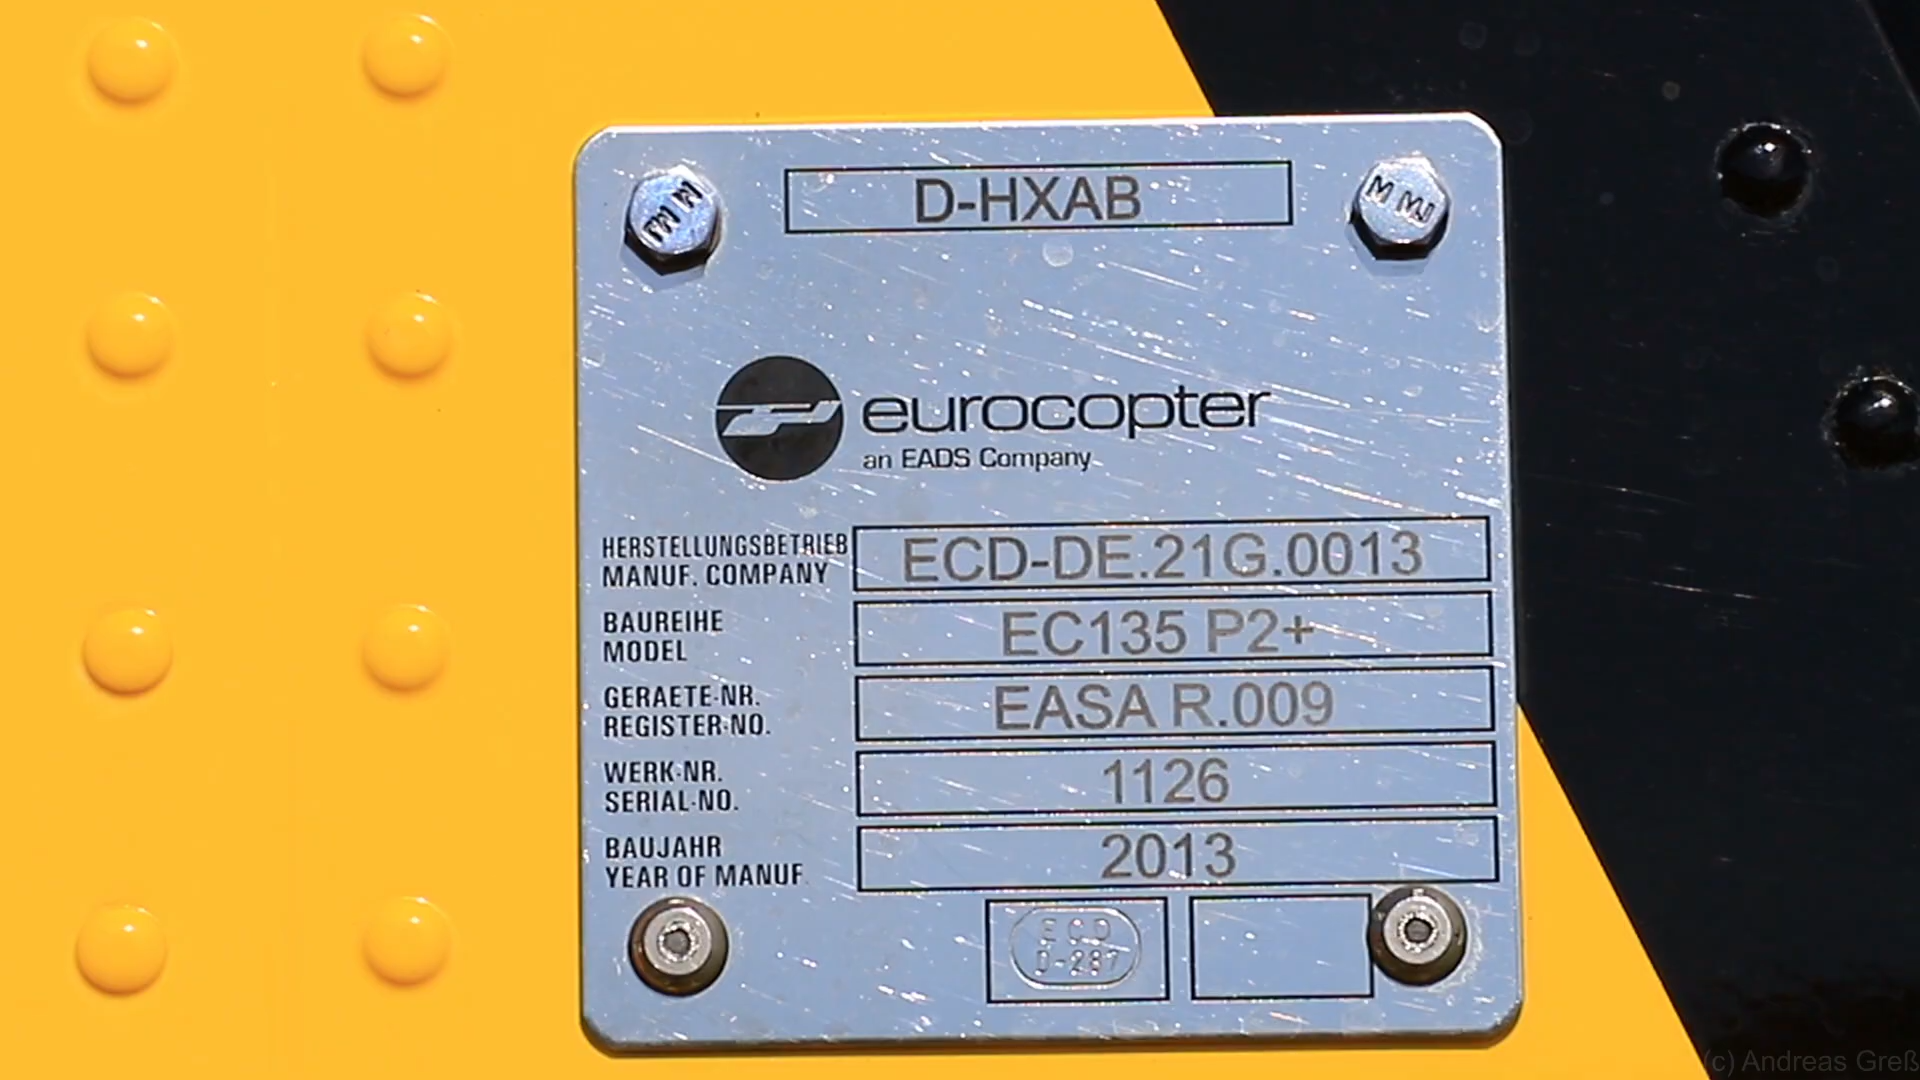 D-HXAB
eurocopter
an EADS Company
HERSTELLUNGSBETRIEB
MANUF. COMPANY
ECD-DE.21G.0013
BAUREIHE
MODEL
EC135 P2+
GERAETE-NR.
REGISTER-NO.
EASA R.009
WERK-NR.
SERIAL-NO.
1126
BAUJAHR
YEAR OF MANUF.
2013
ECD
D-287
(c) Andreas Greß